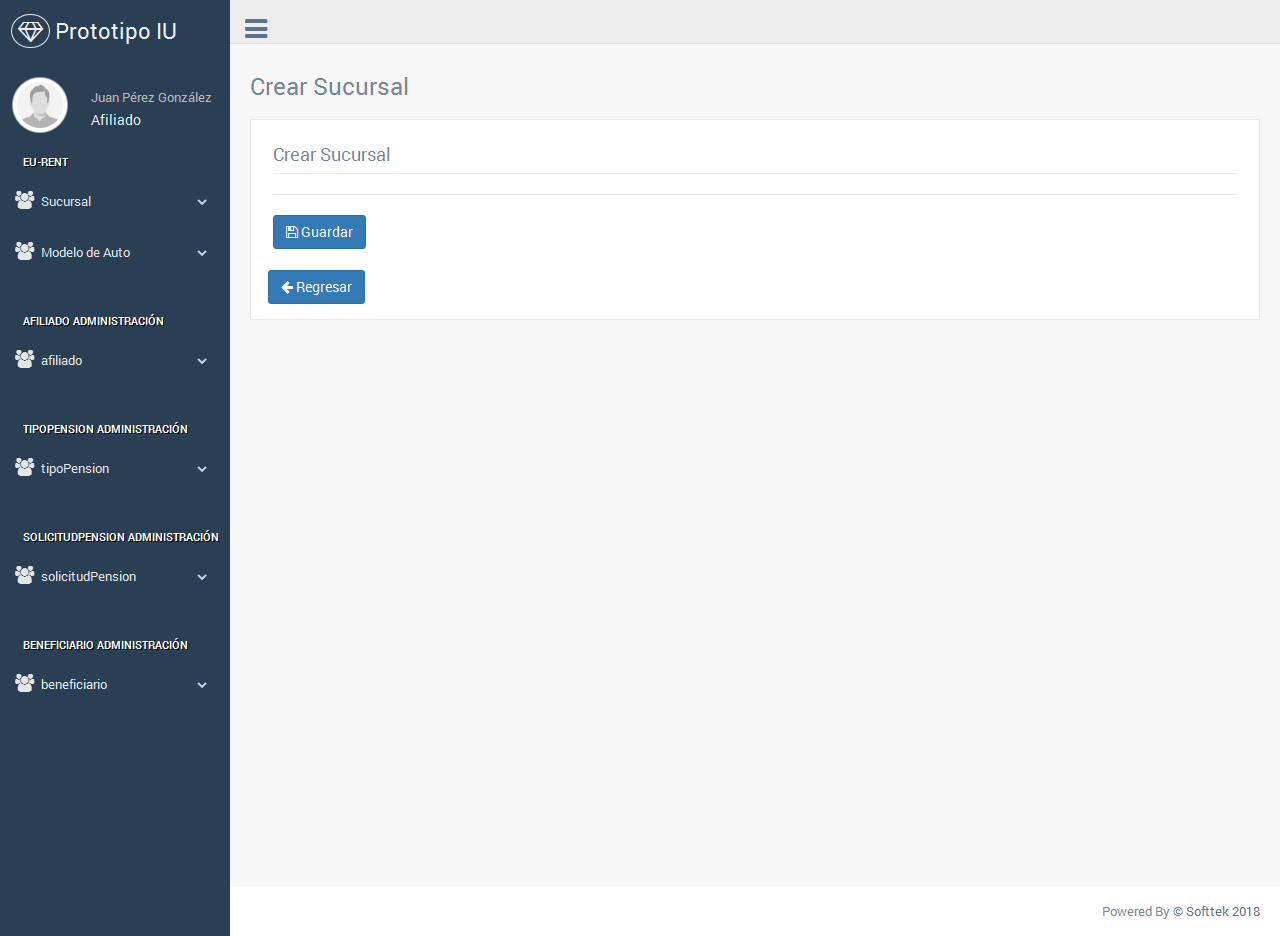 Prototipo IU
Juan Pérez González
Afiliado
EU-RENT
Sucursal
Modelo de Auto
AFILIADO ADMINISTRACIÓN
afiliado
TIPOPENSION ADMINISTRACIÓN
tipoPension
SOLICITUDPENSION ADMINISTRACIÓN
solicitudPension
BENEFICIARIO ADMINISTRACIÓN
beneficiario
Crear Sucursal
Crear Sucursal
Guardar
Regresar
Powered By © Softtek 2018